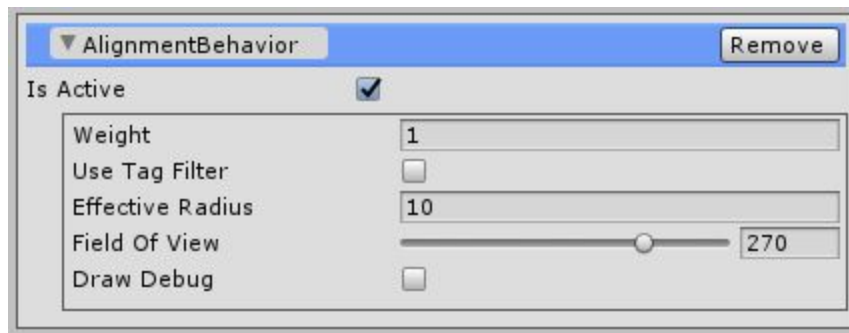 AlignmentBehavior Remove
Is Active
Weight 1
Use Tag Filter
Effective Radius 10
Field Of View 270
Draw Debug